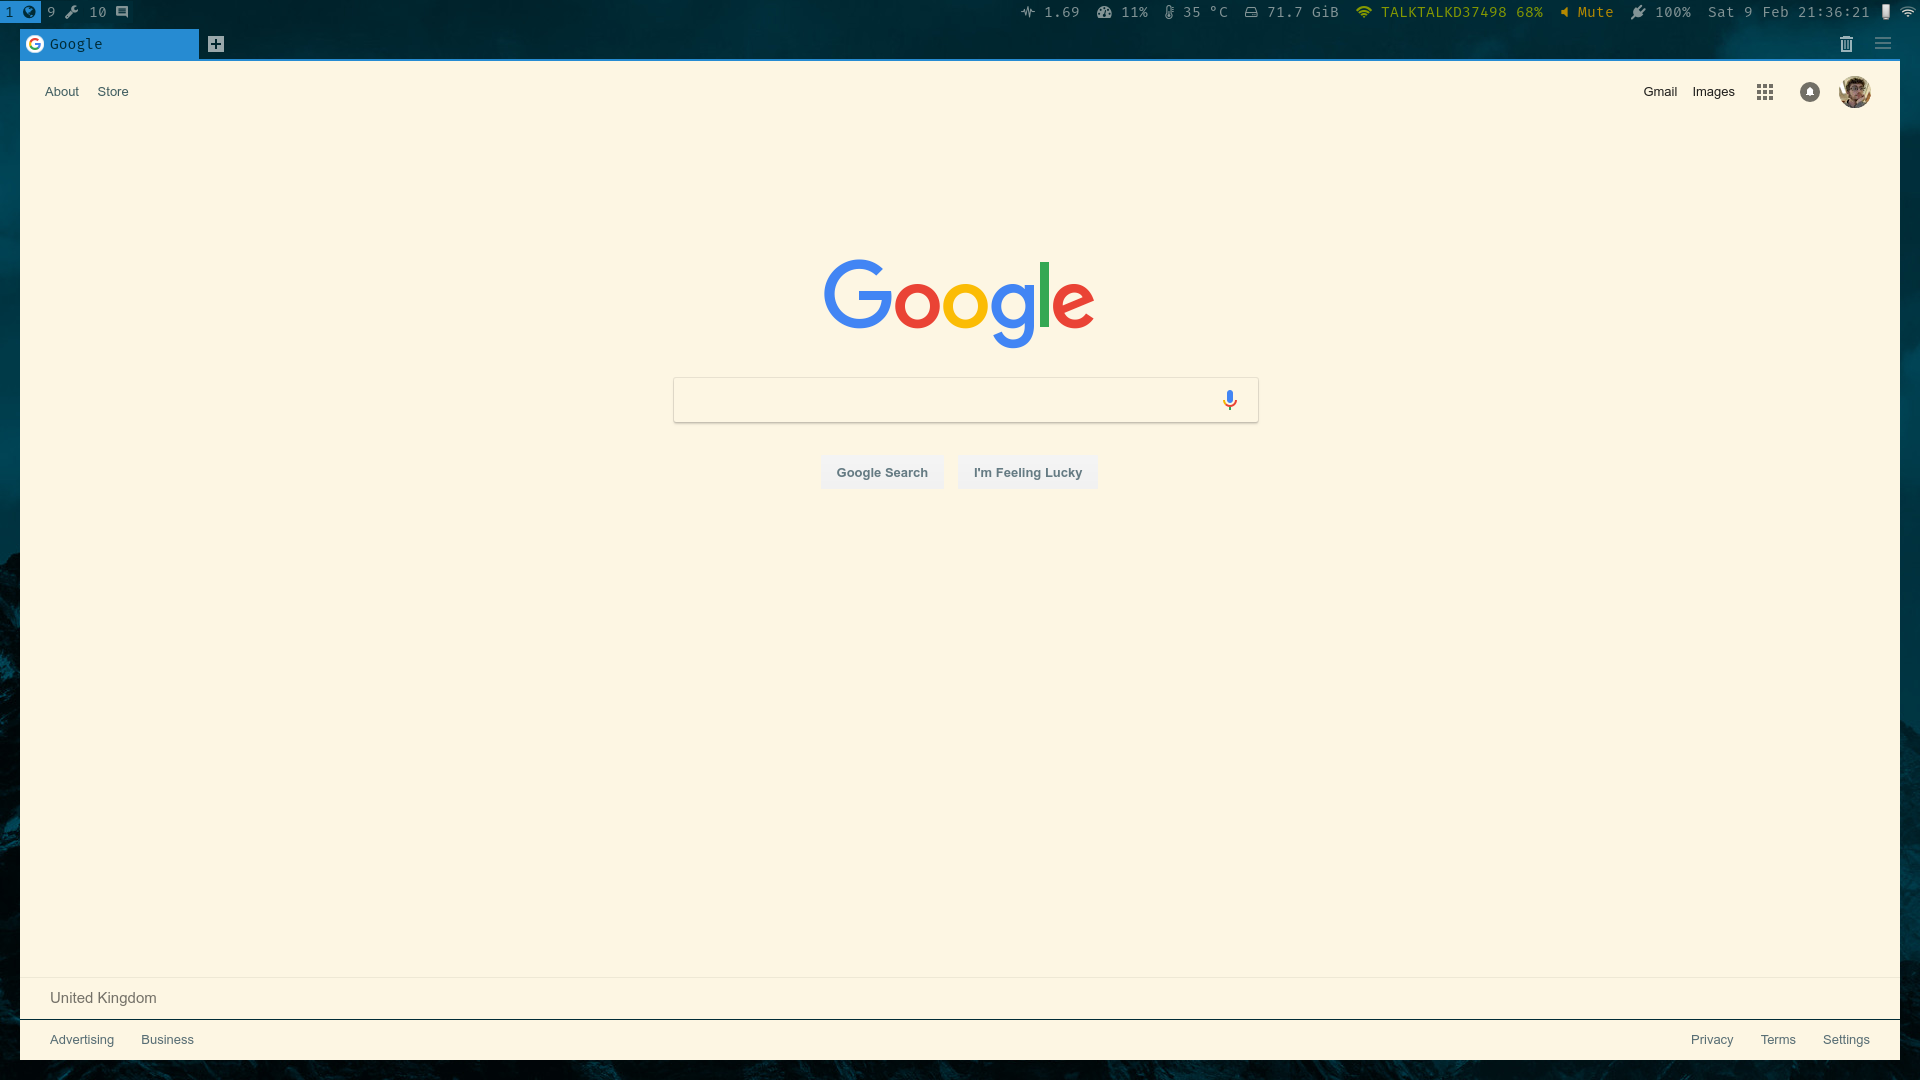 1 9 10 1.69 11% 35 °C 71.7 GiB TALKTALKD37498 68% Mute 100% Sat 9 Feb 21:36:21
Google
About Store Gmail Images
Google
Google Search I'm Feeling Lucky
United Kingdom
Advertising Business Privacy Terms Settings